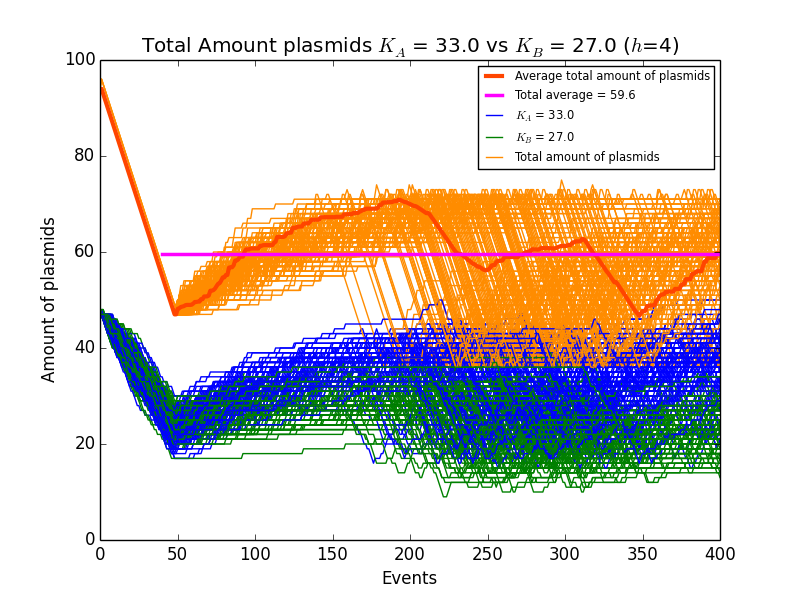 Total Amount plasmids K_A = 33.0 vs K_B = 27.0 (h=4)
100
80
60
40
20
0
Amount of plasmids
Average total amount of plasmids
Total average = 59.6
K_A = 33.0
K_B = 27.0
Total amount of plasmids
0 50 100 150 200 250 300 350 400
Events